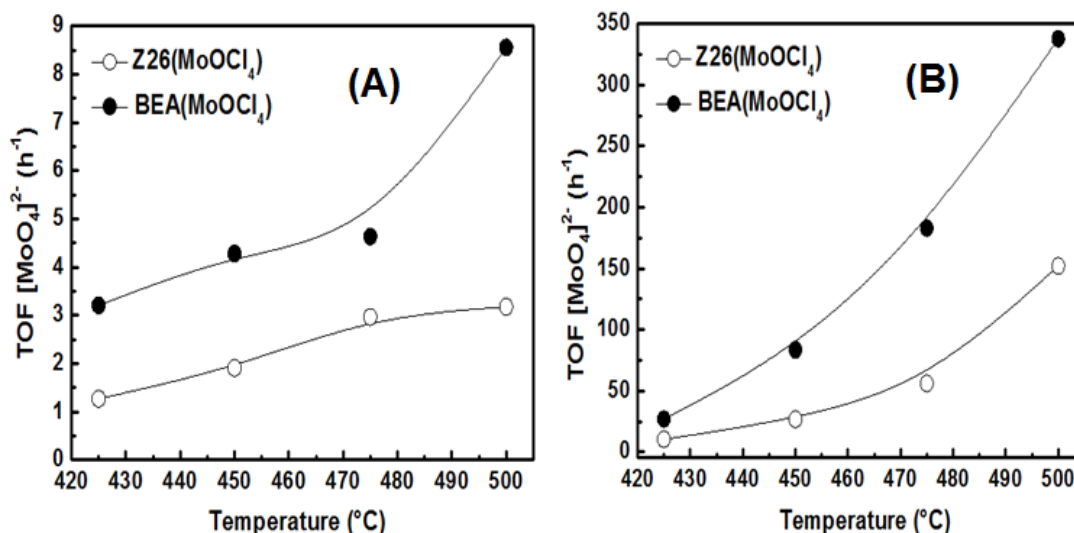 (A)
Z26(MoOCl4)
BEA(MoOCl4)
TOF [MoO4]2- (h-1)
9
8
7
6
5
4
3
2
1
0
420 430 440 450 460 470 480 490 500
Temperature (°C)
(B)
Z26(MoOCl4)
BEA(MoOCl4)
TOF [MoO4]2- (h-1)
350
300
250
200
150
100
50
0
420 430 440 450 460 470 480 490 500
Temperature (°C)